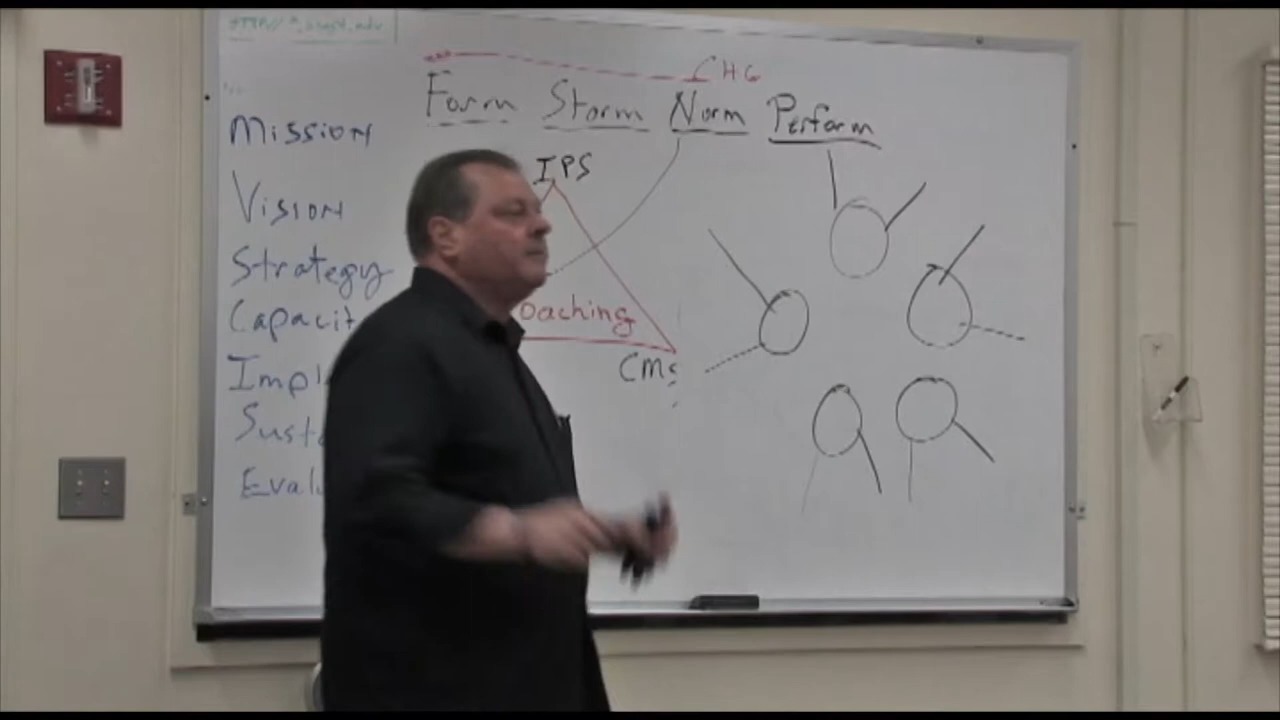 CHG
Form Storm Norm Perform
Mission
Vision
Strategy
Capacit
Impl
Susta
Evalu
IPS
oaching
CMS